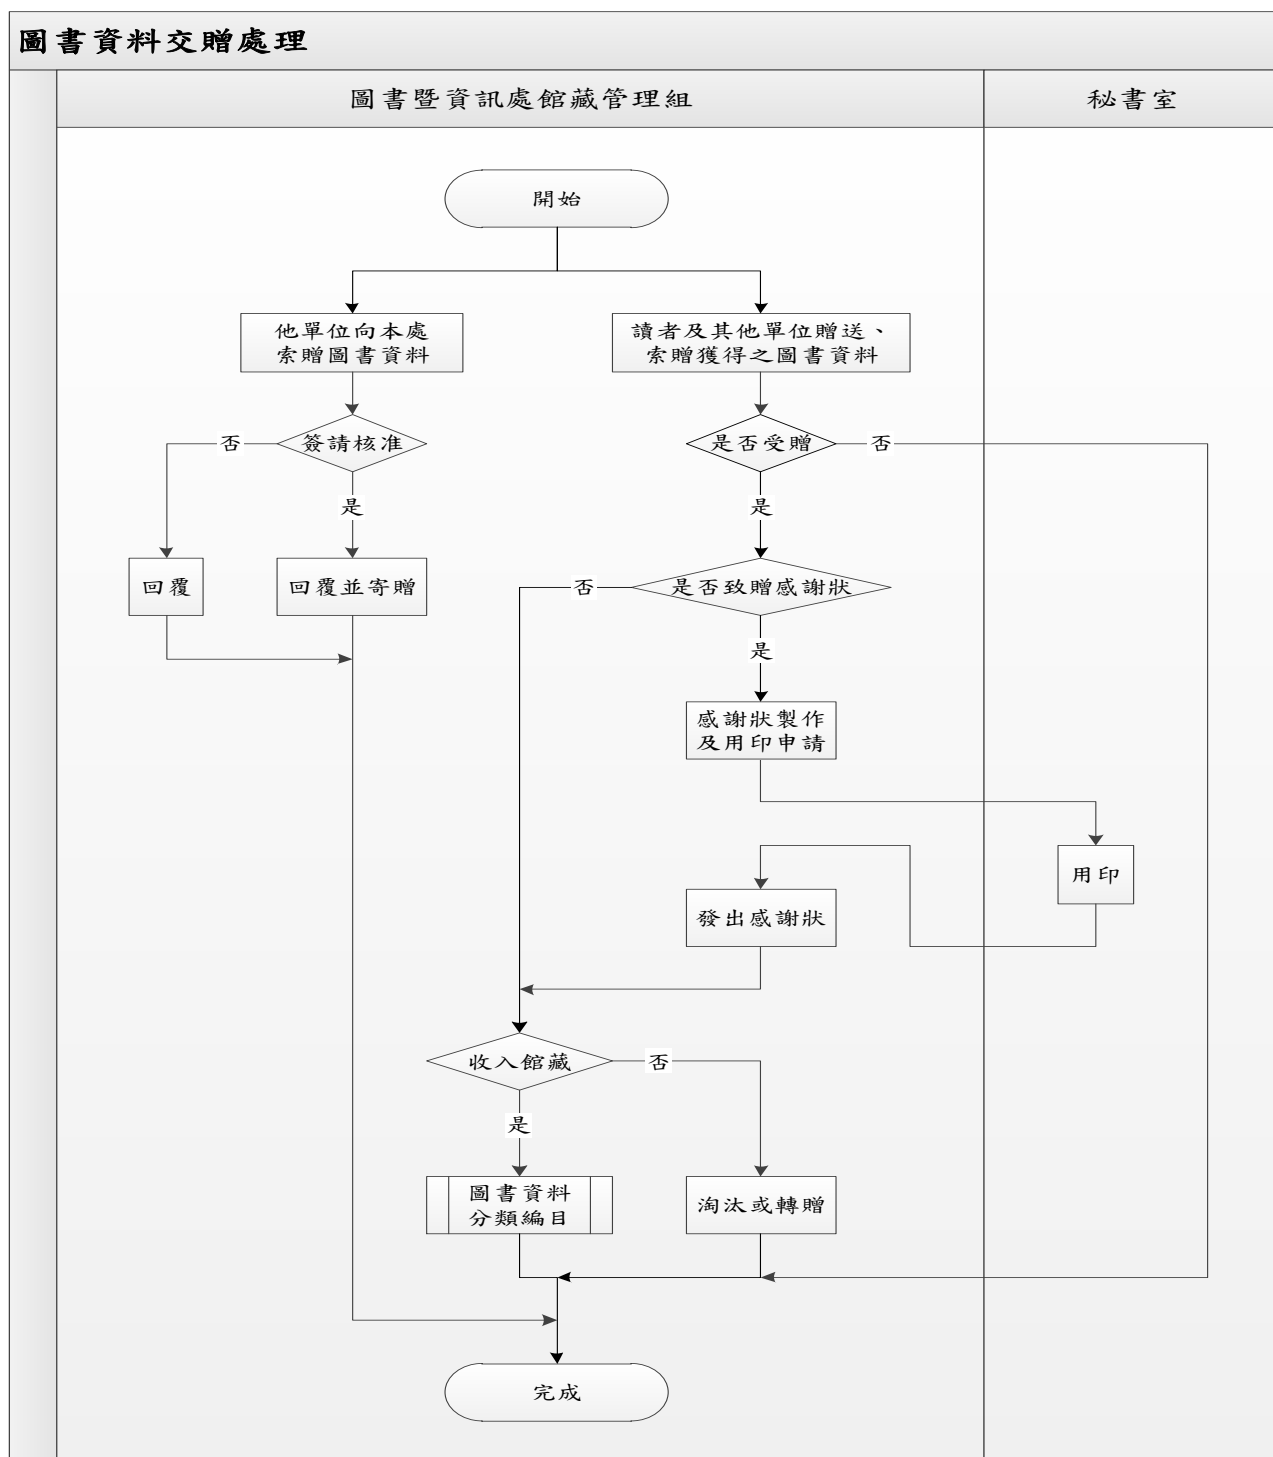 圖書資料交贈處理
圖書暨資訊處館藏管理組
秘書室
開始
他單位向本處
索贈圖書資料
讀者及其他單位贈送、
索贈獲得之圖書資料
否
簽請核准
是否受贈
否
是
是
回覆
回覆並寄贈
否
是否致贈感謝狀
是
感謝狀製作
及用印申請
用印
發出感謝狀
收入館藏
否
是
圖書資料
分類編目
淘汰或轉贈
完成